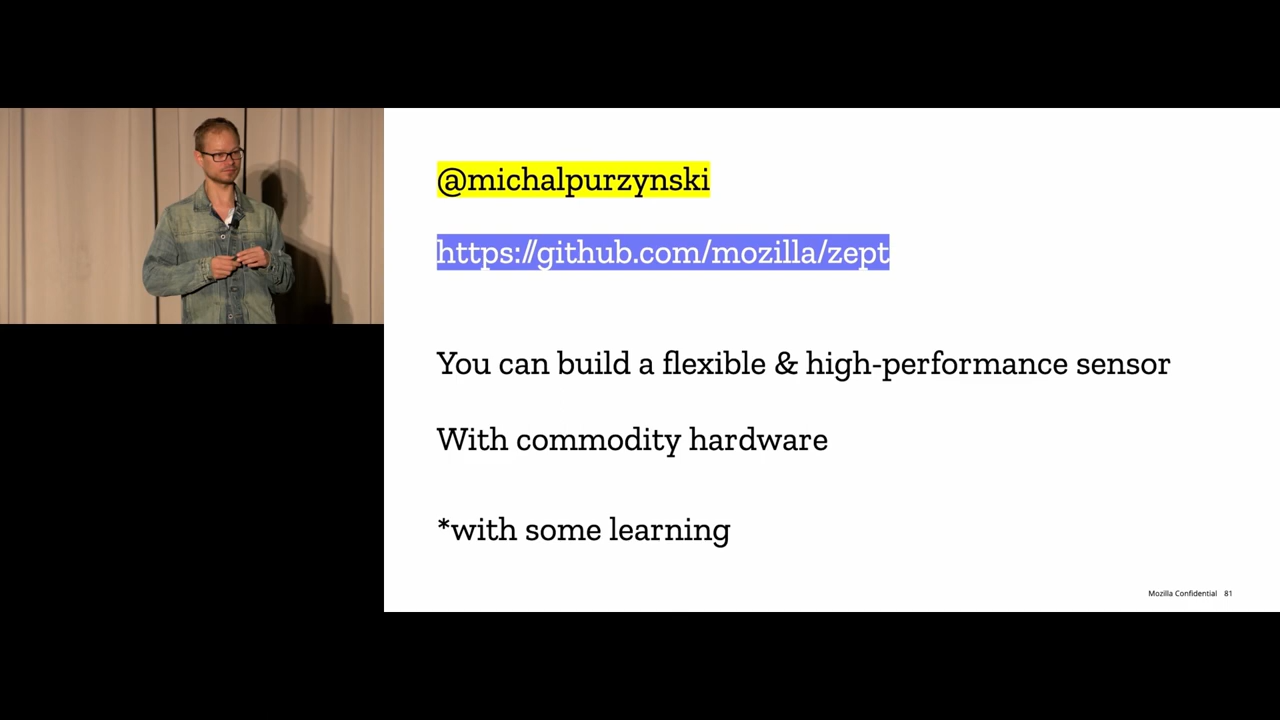 @michalpurzynski
https://github.com/mozilla/zept
You can build a flexible & high-performance sensor
With commodity hardware
*with some learning
Mozilla Confidential 81